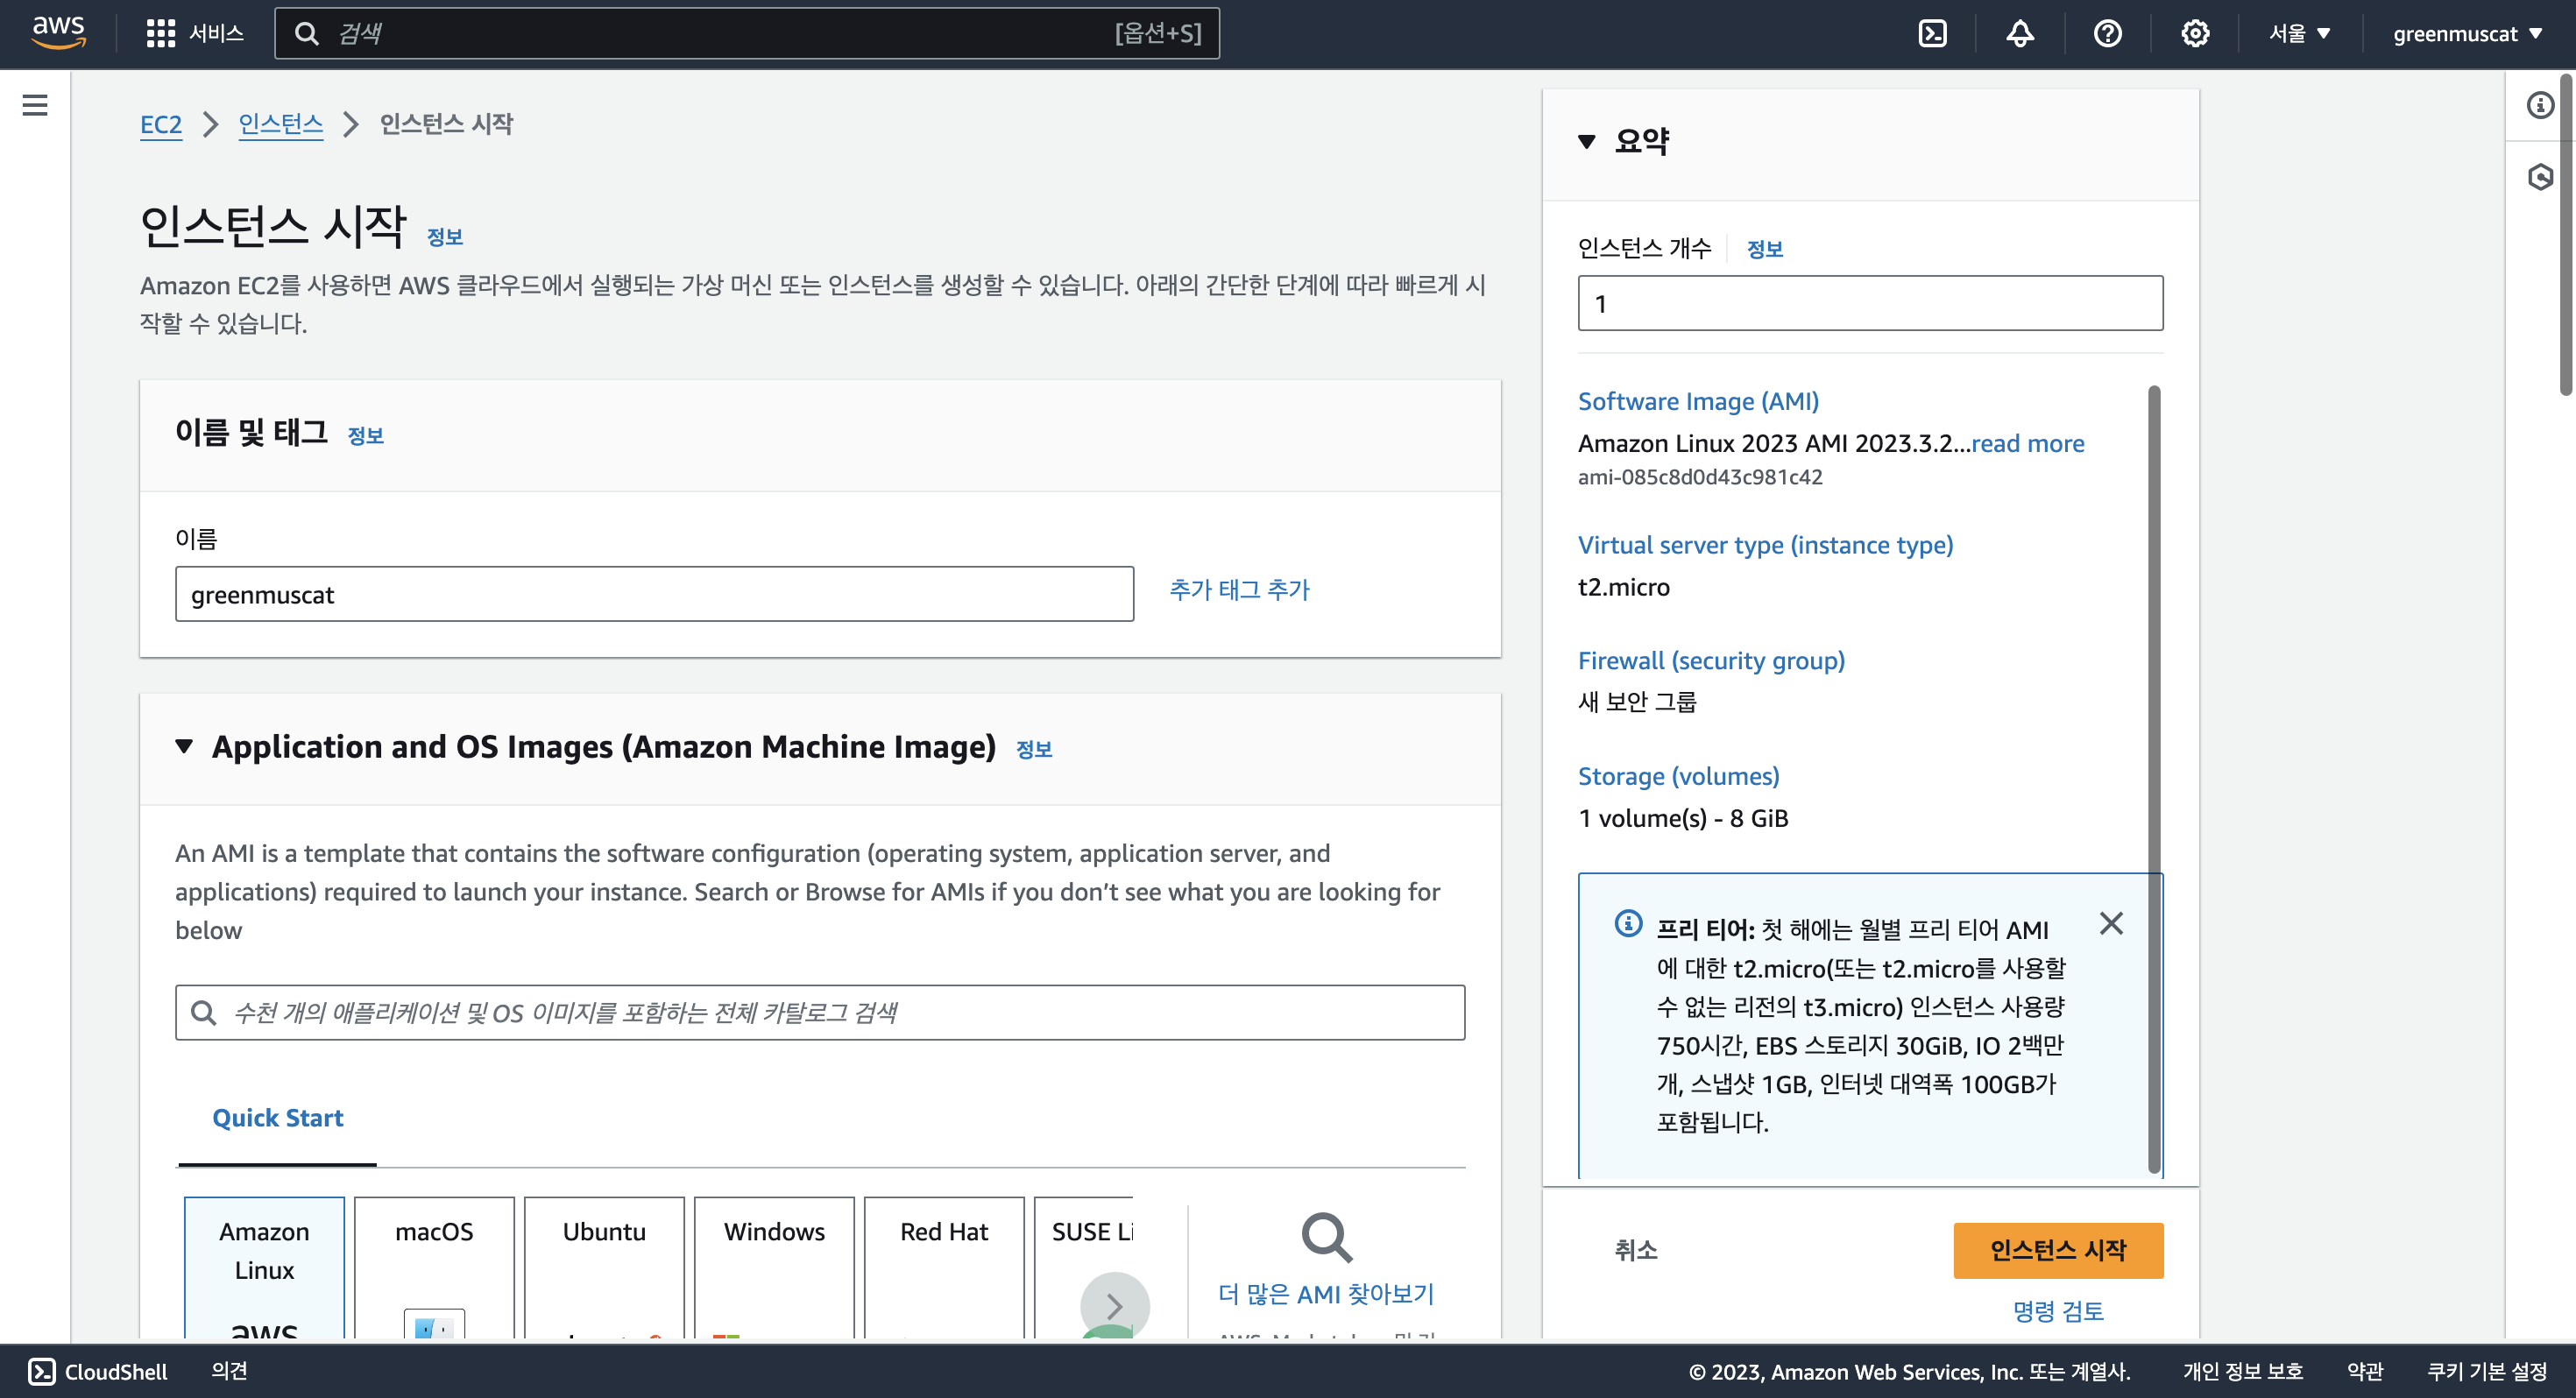 aws
서비스
검색
[옵션+S]
서울
greenmuscat
EC2
인스턴스
인스턴스 시작
인스턴스 시작 정보
Amazon EC2를 사용하면 AWS 클라우드에서 실행되는 가상 머신 또는 인스턴스를 생성할 수 있습니다. 아래의 간단한 단계에 따라 빠르게 시
작할 수 있습니다.
이름 및 태그 정보
이름
greenmuscat
추가 태그 추가
Application and OS Images (Amazon Machine Image) 정보
An AMI is a template that contains the software configuration (operating system, application server, and
applications) required to launch your instance. Search or Browse for AMIs if you don’t see what you are looking for
below
수천 개의 애플리케이션 및 OS 이미지를 포함하는 전체 카탈로그 검색
Quick Start
Amazon
Linux
aws
macOS
Ubuntu
Windows
Red Hat
SUSE Li
더 많은 AMI 찾아보기
요약
인스턴스 개수 정보
1
Software Image (AMI)
Amazon Linux 2023 AMI 2023.3.2...read more
ami-085c8d0d43c981c42
Virtual server type (instance type)
t2.micro
Firewall (security group)
새 보안 그룹
Storage (volumes)
1 volume(s) - 8 GiB
프리 티어: 첫 해에는 월별 프리 티어 AMI
에 대한 t2.micro(또는 t2.micro를 사용할
수 없는 리전의 t3.micro) 인스턴스 사용량
750시간, EBS 스토리지 30GiB, IO 2백만
개, 스냅샷 1GB, 인터넷 대역폭 100GB가
포함됩니다.
취소
인스턴스 시작
명령 검토
CloudShell
의견
© 2023, Amazon Web Services, Inc. 또는 계열사.
개인 정보 보호
약관
쿠키 기본 설정